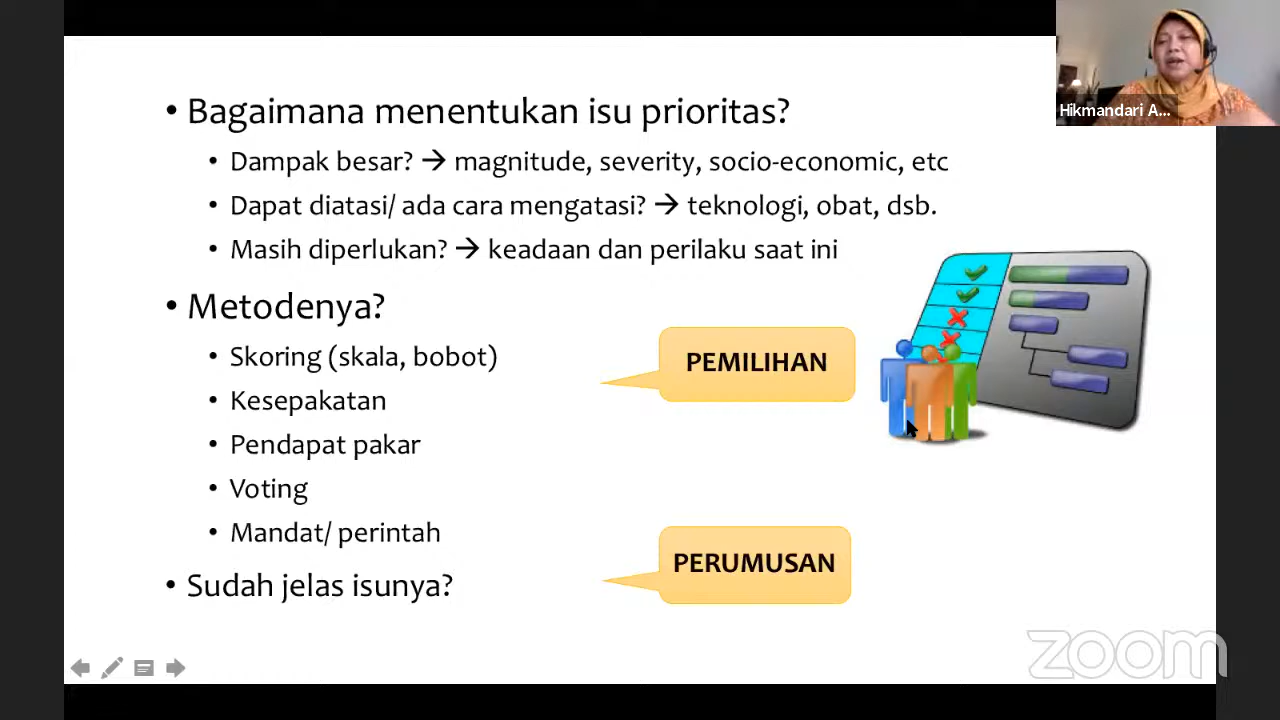 Hikmandari A...
• Bagaimana menentukan isu prioritas?
• Dampak besar? → magnitude, severity, socio-economic, etc
• Dapat diatasi/ ada cara mengatasi? → teknologi, obat, dsb.
• Masih diperlukan? → keadaan dan perilaku saat ini
• Metodenya?
• Skoring (skala, bobot)
• Kesepakatan
• Pendapat pakar
• Voting
• Mandat/ perintah
PEMILIHAN
• Sudah jelas isunya?
PERUMUSAN
zoom